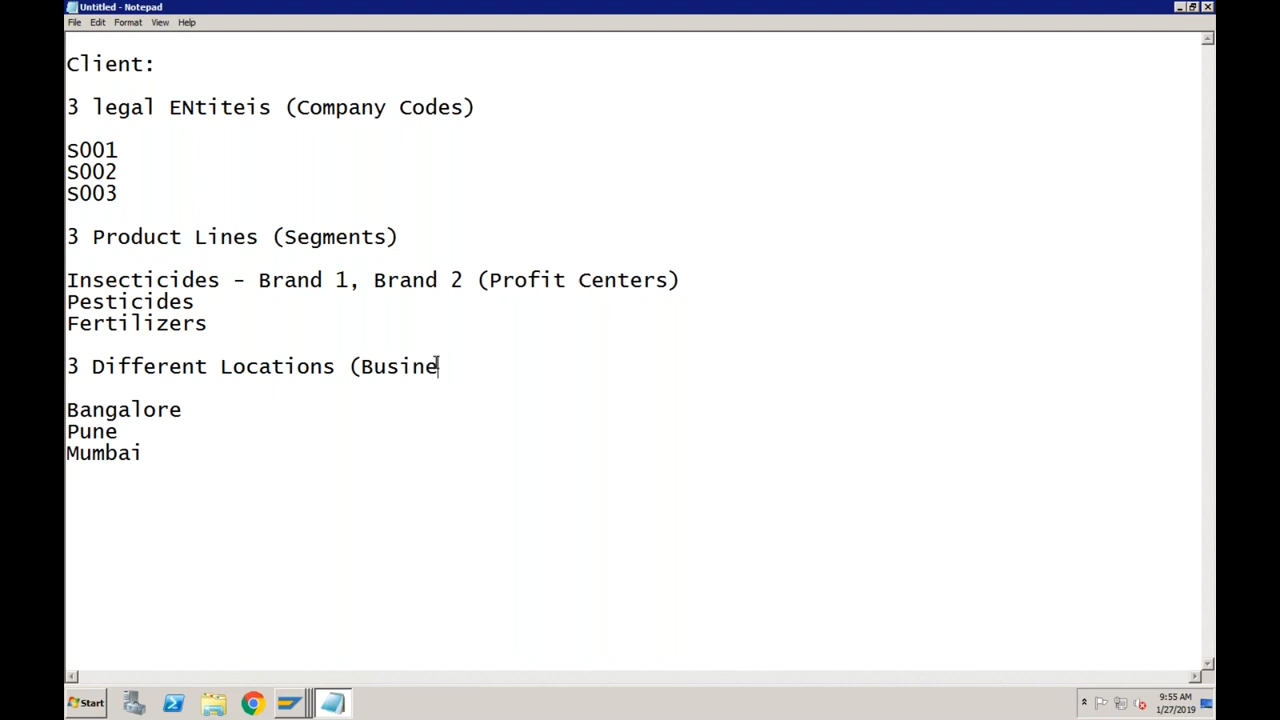 Untitled - Notepad
File Edit Format View Help
Client:
3 legal ENtiteis (Company Codes)
s001
S002
S003
3 Product Lines (Segments)
Insecticides - Brand 1, Brand 2 (Profit Centers)
Pesticides
Fertilizers
3 Different Locations (Busine
Bangalore
Pune
Mumbai
Start
9:55 AM
1/27/2019